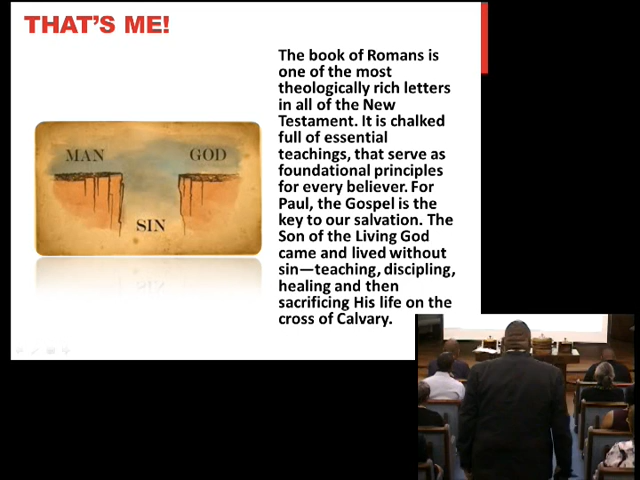 THAT'S ME!
The book of Romans is
one of the most
theologically rich letters
in all of the New
Testament. It is chalked
full of essential
teachings, that serve as
foundational principles
for every believer. For
Paul, the Gospel is the
key to our salvation. The
Son of the Living God
came and lived without
sin—teaching, discipling,
healing and then
sacrificing His life on the
cross of Calvary.
MAN
GOD
SIN